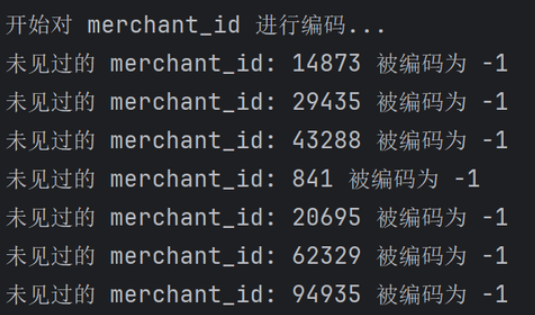 开始对 merchant_id 进行编码...
未见过的 merchant_id: 14873 被编码为 -1
未见过的 merchant_id: 29435 被编码为 -1
未见过的 merchant_id: 43288 被编码为 -1
未见过的 merchant_id: 841 被编码为 -1
未见过的 merchant_id: 20695 被编码为 -1
未见过的 merchant_id: 62329 被编码为 -1
未见过的 merchant_id: 94935 被编码为 -1